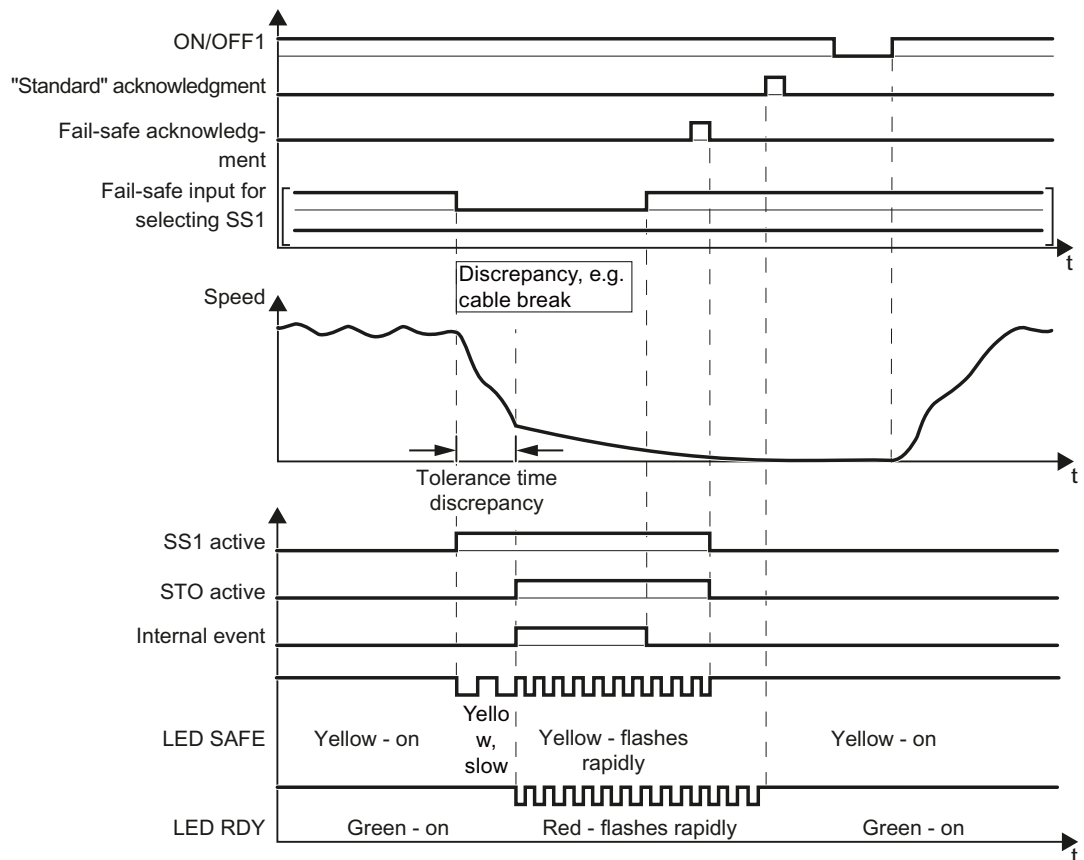 ON/OFF1
"Standard" acknowledgment
Fail-safe acknowledg-
ment
Fail-safe input for
selecting SS1
t
Discrepancy, e.g.
cable break
Speed
t
Tolerance time
discrepancy
SS1 active
STO active
Internal event
LED SAFE
Yellow - on
Yello
w,
slow
Yellow - flashes
rapidly
Yellow - on
LED RDY
Green - on
Red - flashes rapidly
Green - on
t